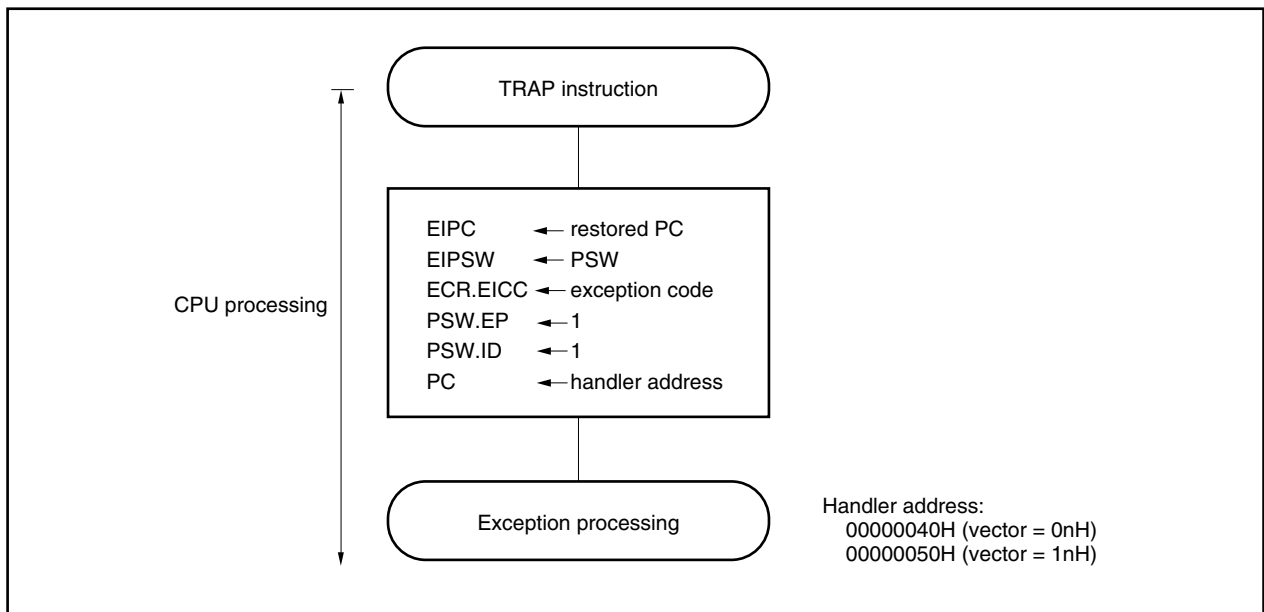 TRAP instruction
EIPC ← restored PC
EIPSW ← PSW
ECR.EICC ← exception code
PSW.EP ← 1
PSW.ID ← 1
PC ← handler address
CPU processing
Exception processing
Handler address:
00000040H (vector = 0nH)
00000050H (vector = 1nH)